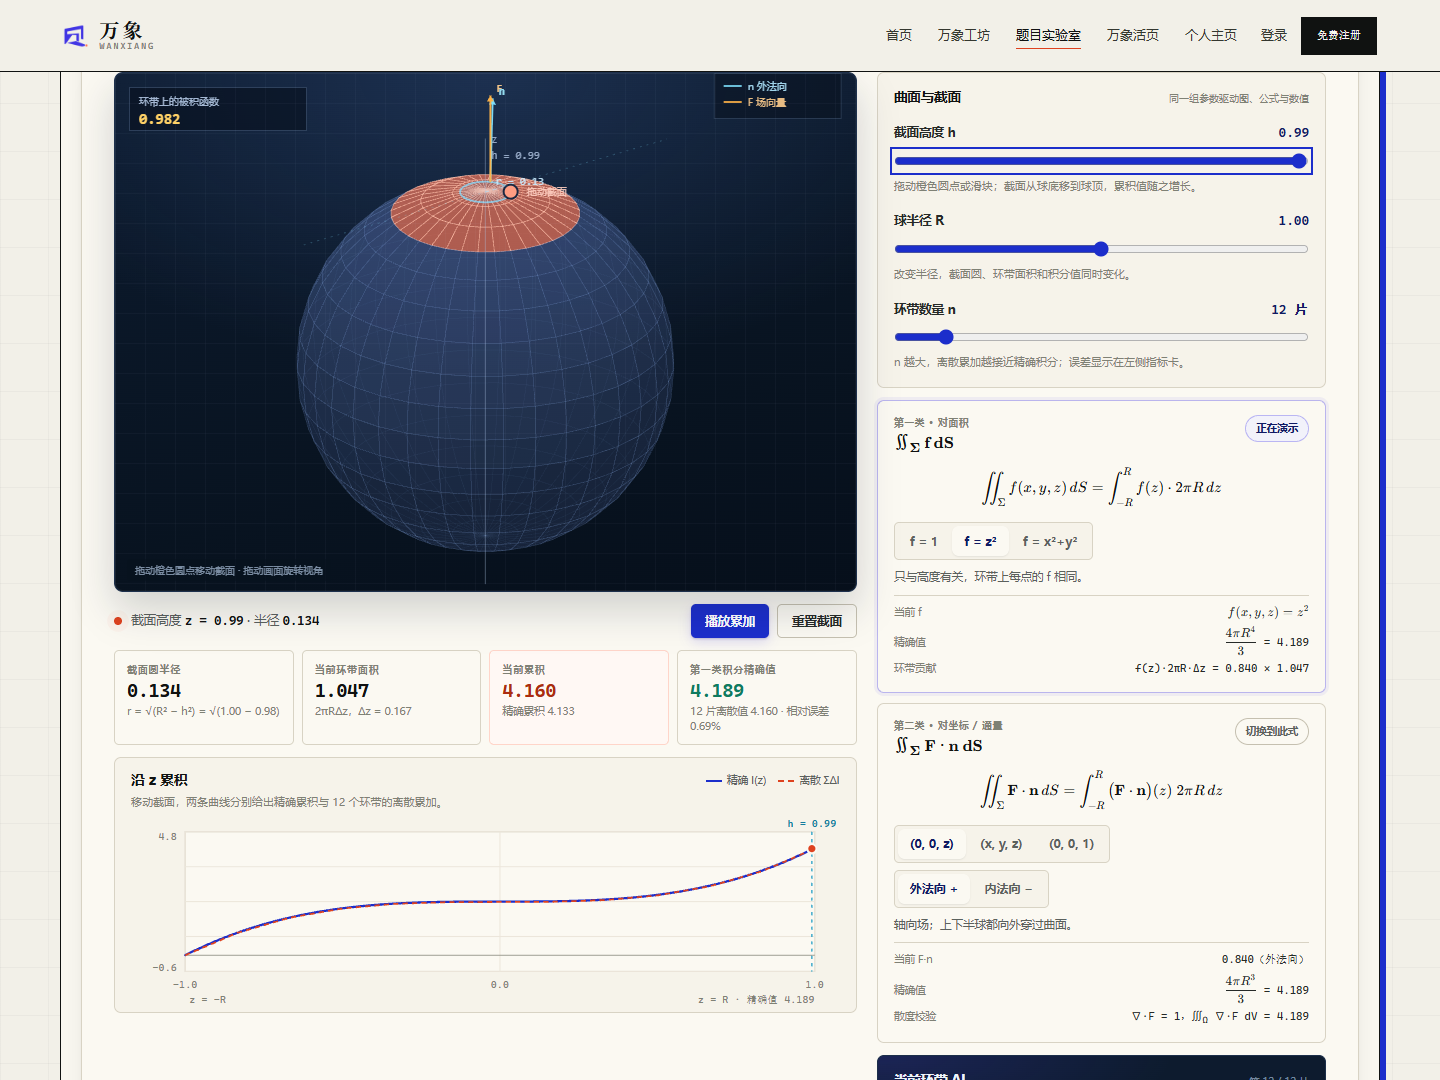 万象
WANXIANG
首页
万象工坊
题目实验室
万象活页
个人主页
登录
免费注册
环带上的被积函数
0.982
n 外法向
F 场向量
z
h = 0.99
r = 0.13
拖动截面
拖动橙色圆点移动截面 · 拖动画面旋转视角
截面高度 z = 0.99 · 半径 0.134
播放累加
重置截面
截面圆半径
0.134
r = √(R² − h²) = √(1.00 − 0.98)
当前环带面积
1.047
2πRΔz, Δz = 0.167
当前累积
4.160
精确累积 4.133
第一类积分精确值
4.189
12 片离散值 4.160 · 相对误差
0.69%
沿 z 累积
精确 I(z)
离散 ΣΔI
移动截面，两条曲线分别给出精确累积与 12 个环带的离散累加。
h = 0.99
4.8
−0.6
−1.0
0.0
1.0
z = −R
z = R · 精确值 4.189
曲面与截面
同一组参数驱动图、公式与数值
截面高度 h
0.99
拖动橙色圆点或滑块；截面从球底移到球顶，累积值随之增长。
球半径 R
1.00
改变半径，截面圆、环带面积和积分值同时变化。
环带数量 n
12 片
n 越大，离散累加越接近精确积分；误差显示在左侧指标卡。
第一类 • 对面积
∬_Σ f dS
正在演示
∬_Σ f(x, y, z) dS = ∫_{−R}^{R} f(z) · 2πR dz
f = 1
f = z²
f = x²+y²
只与高度有关，环带上每点的 f 相同。
当前 f
f(x, y, z) = z²
精确值
4πR⁴/3 = 4.189
环带贡献
f(z)·2πR·Δz = 0.840 × 1.047
第二类 • 对坐标 / 通量
∬_Σ F · n dS
切换到此式
∬_Σ F · n dS = ∫_{−R}^{R} (F · n)(z) 2πR dz
(0, 0, z)
(x, y, z)
(0, 0, 1)
外法向 +
内法向 −
轴向场；上下半球都向外穿过曲面。
当前 F·n
0.840（外法向）
精确值
4πR³/3 = 4.189
散度校验
∇·F = 1, ∭_Ω ∇·F dV = 4.189